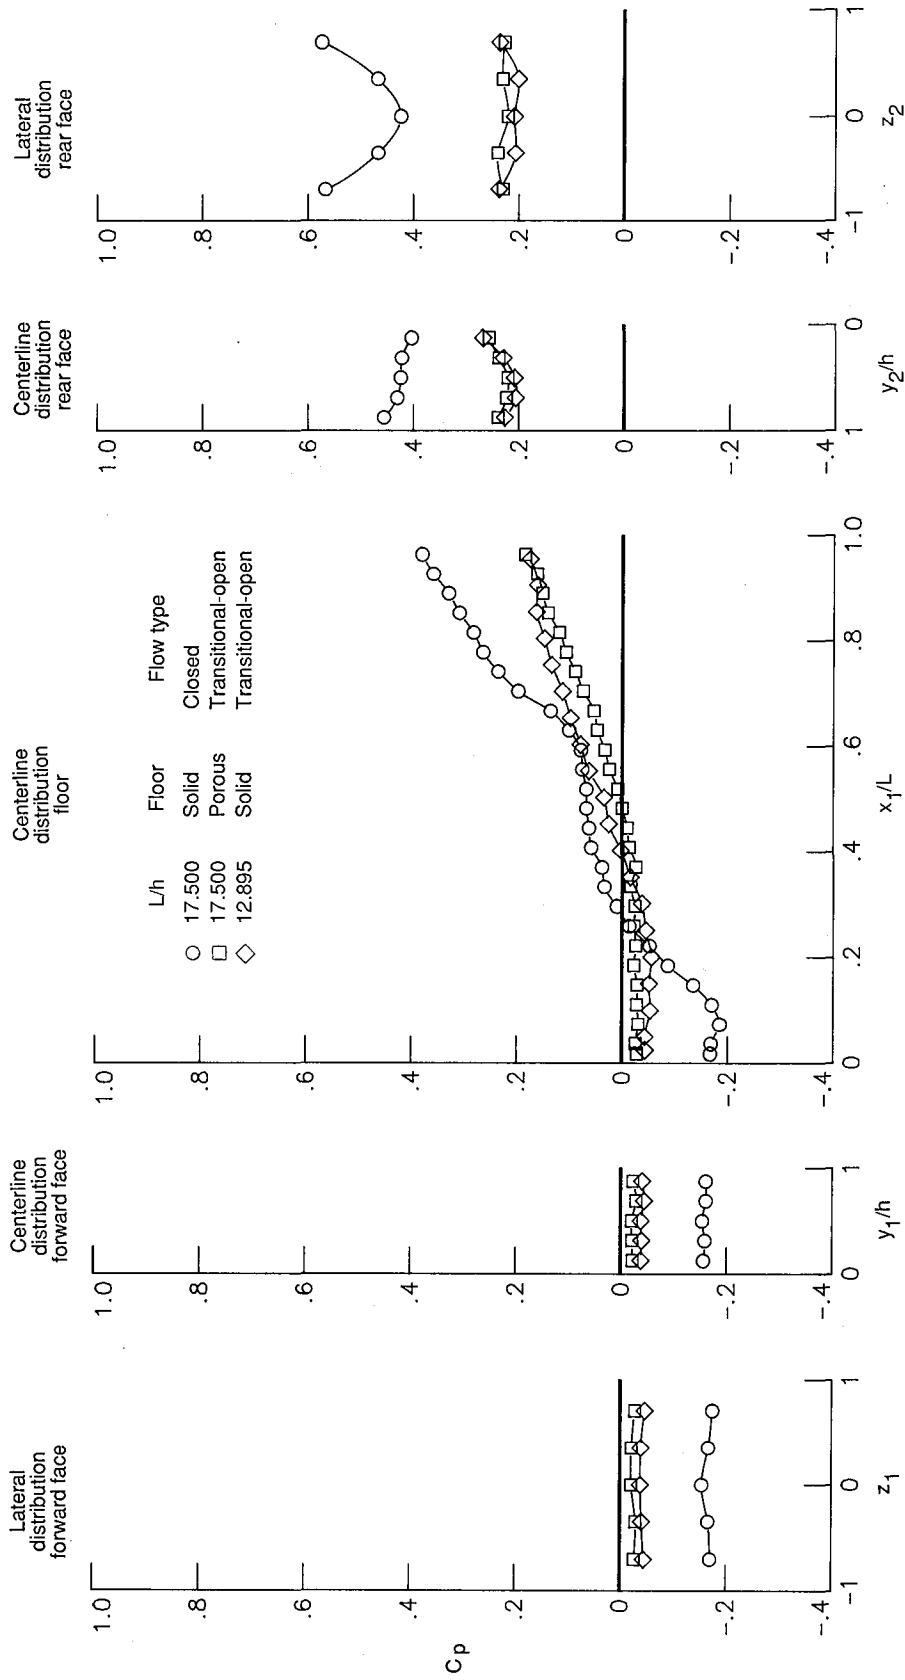 Lateral
distribution
forward face
Centerline
distribution
forward face
Centerline
distribution
floor
Centerline
distribution
rear face
Lateral
distribution
rear face
L/h Floor Flow type
17.500 Solid Closed
17.500 Porous Transitional-open
12.895 Solid Transitional-open
Cp
1.0
.8
.6
.4
.2
0
-.2
-.4
-1 0 1
z1
1.0
.8
.6
.4
.2
0
-.2
-.4
0 1
y1/h
1.0
.8
.6
.4
.2
0
-.2
-.4
0 .2 .4 .6 .8 1.0
x1/L
1.0
.8
.6
.4
.2
0
-.2
-.4
1 0
y2/h
1.0
.8
.6
.4
.2
0
-.2
-.4
-1 0 1
z2